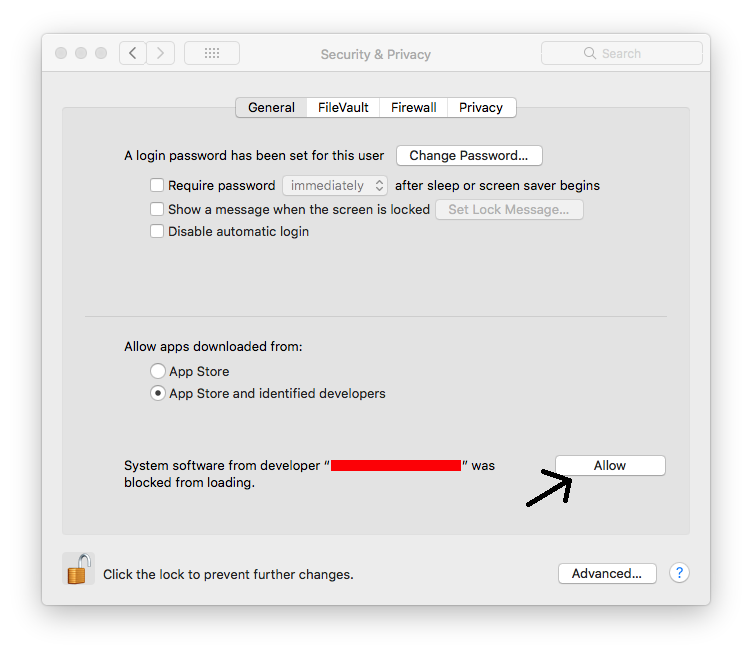 Security & Privacy
Search
General
FileVault
Firewall
Privacy
A login password has been set for this user
Change Password...
Require password
immediately
after sleep or screen saver begins
Show a message when the screen is locked
Set Lock Message...
Disable automatic login
Allow apps downloaded from:
App Store
App Store and identified developers
System software from developer “ ” was
blocked from loading.
Allow
Click the lock to prevent further changes.
Advanced...
?